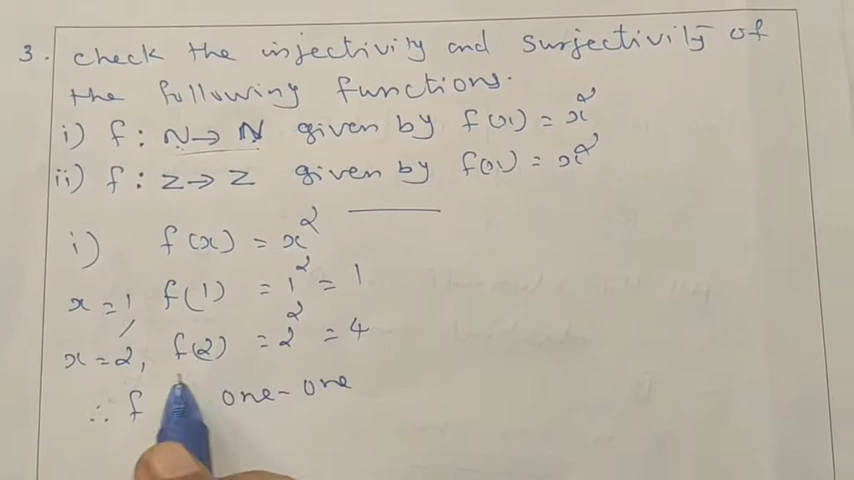 3. check the injectivity and surjectivity of
the following functions.
i) f : N → N given by f(x) = x²
ii) f : Z → Z given by f(x) = x²
i) f(x) = x²
x = 1, f(1) = 1² = 1
x = 2, f(2) = 2² = 4
∴ f one-one